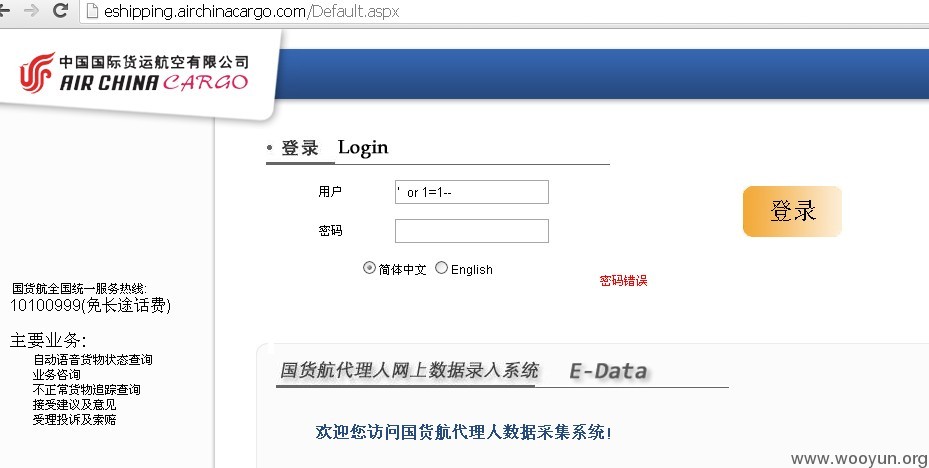 eshipping.airchinacargo.com/Default.aspx
中国国际货运航空有限公司
AIR CHINA CARGO
• 登录 Login
用户 ' or 1=1--
密码
登录
简体中文 English
密码错误
国货航全国统一服务热线:
10100999(免长途话费)
主要业务:
自动语音货物状态查询
业务咨询
不正常货物追踪查询
接受建议及意见
受理投诉及索赔
国货航代理人网上数据录入系统 E-Data
欢迎您访问国货航代理人数据采集系统!
www.wooyun.org